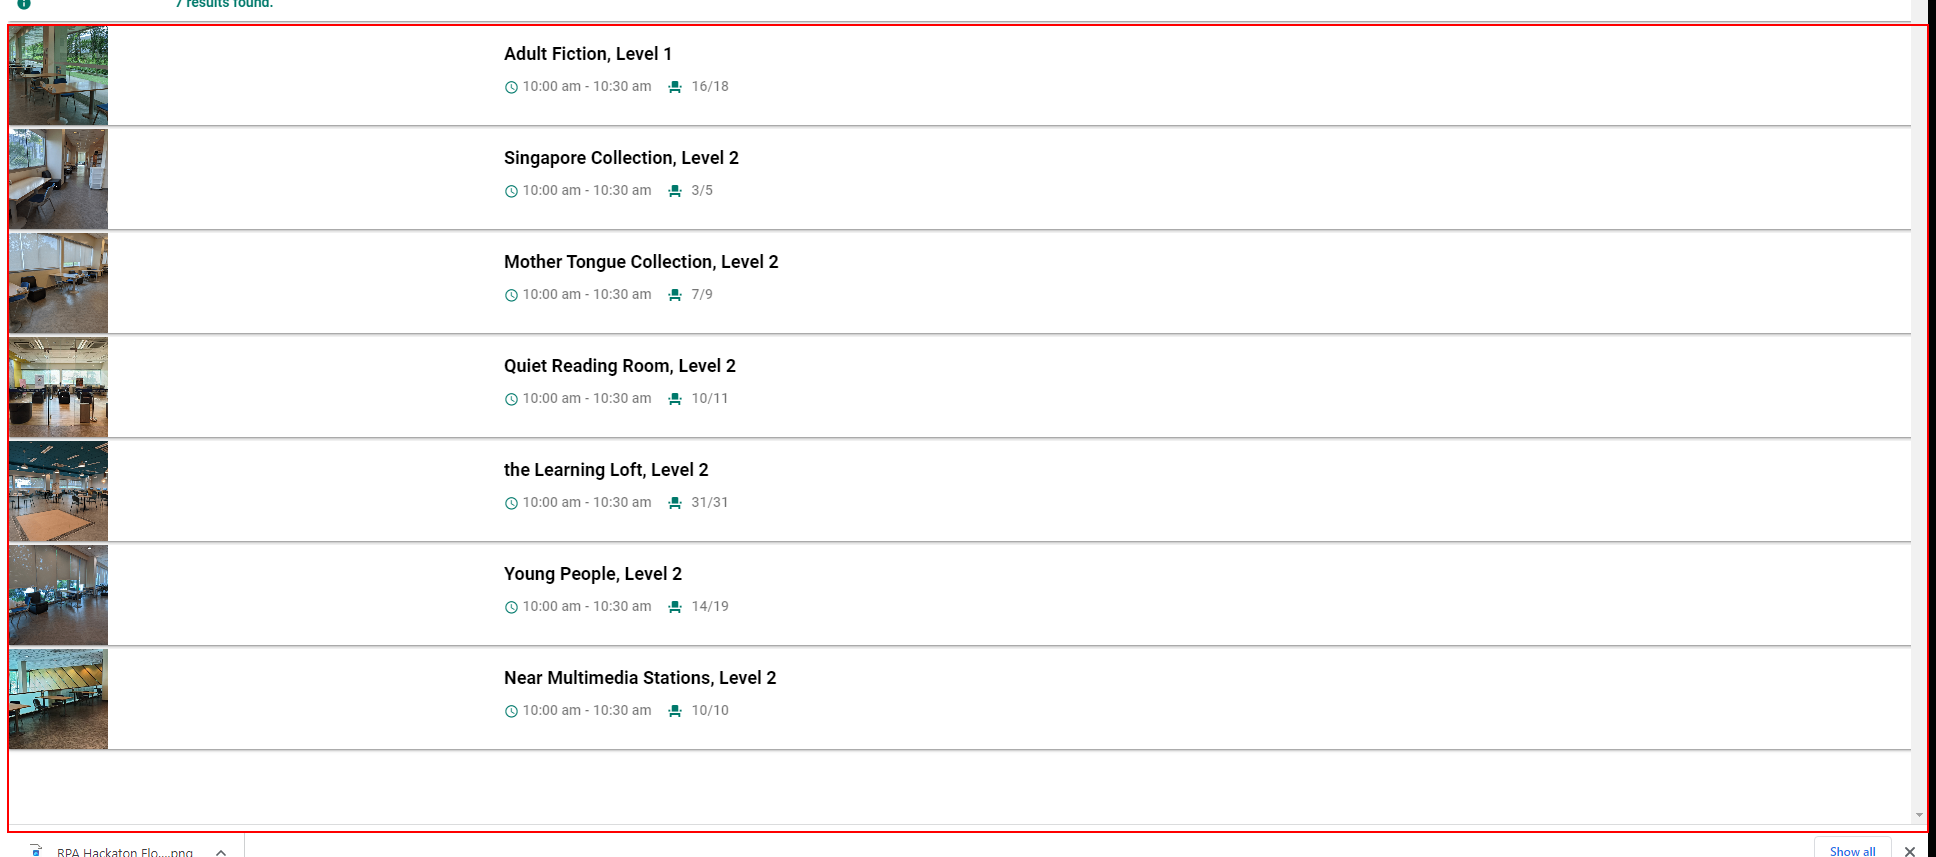 7 results found.
Adult Fiction, Level 1
10:00 am - 10:30 am 16/18
Singapore Collection, Level 2
10:00 am - 10:30 am 3/5
Mother Tongue Collection, Level 2
10:00 am - 10:30 am 7/9
Quiet Reading Room, Level 2
10:00 am - 10:30 am 10/11
the Learning Loft, Level 2
10:00 am - 10:30 am 31/31
Young People, Level 2
10:00 am - 10:30 am 14/19
Near Multimedia Stations, Level 2
10:00 am - 10:30 am 10/10
RPA Hackaton Flo....png
Show all